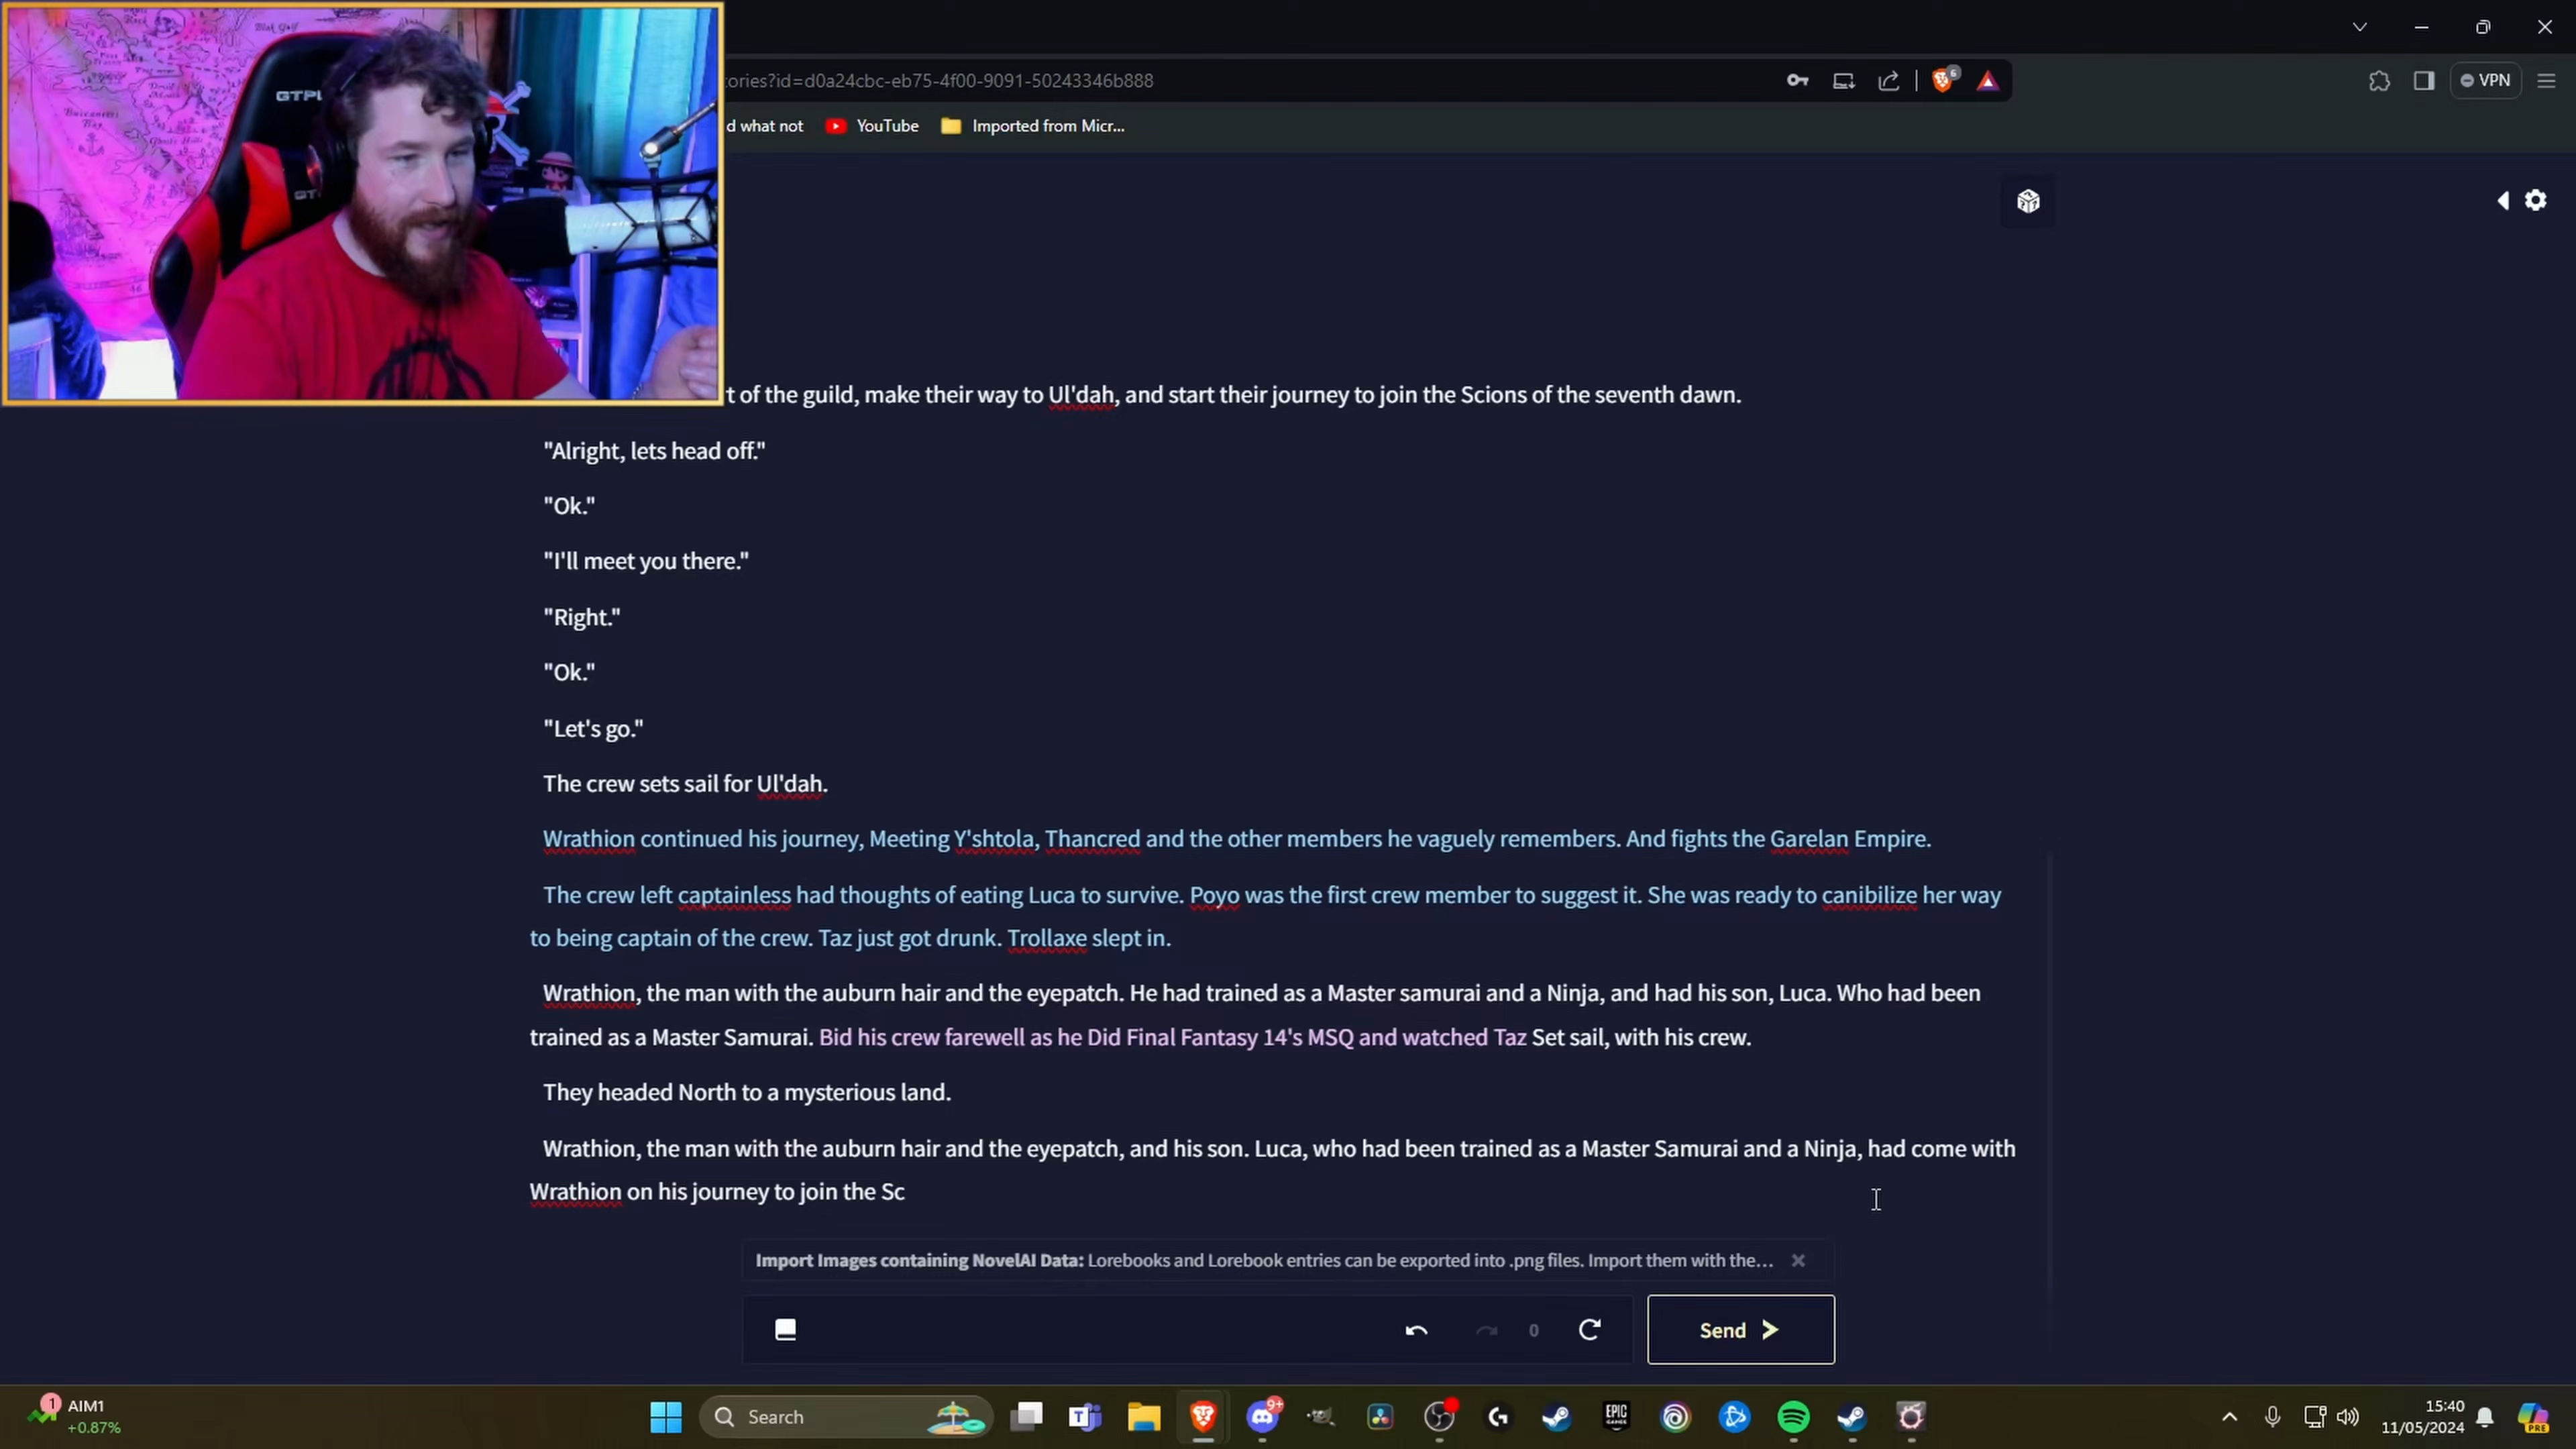 GTPL
GT
ories?id=d0a24cbc-eb75-4f00-9091-50243346b888
6
VPN
d what not
YouTube
Imported from Micr...
t of the guild, make their way to Ul'dah, and start their journey to join the Scions of the seventh dawn.
"Alright, lets head off."
"Ok."
"I'll meet you there."
"Right."
"Ok."
"Let's go."
The crew sets sail for Ul'dah.
Wrathion continued his journey, Meeting Y'shtola, Thancred and the other members he vaguely remembers. And fights the Garelan Empire.
The crew left captainless had thoughts of eating Luca to survive. Poyo was the first crew member to suggest it. She was ready to canibilize her way
to being captain of the crew. Taz just got drunk. Trollaxe slept in.
Wrathion, the man with the auburn hair and the eyepatch. He had trained as a Master samurai and a Ninja, and had his son, Luca. Who had been
trained as a Master Samurai. Bid his crew farewell as he Did Final Fantasy 14's MSQ and watched Taz Set sail, with his crew.
They headed North to a mysterious land.
Wrathion, the man with the auburn hair and the eyepatch, and his son. Luca, who had been trained as a Master Samurai and a Ninja, had come with
Wrathion on his journey to join the Sc
Import Images containing NovelAI Data: Lorebooks and Lorebook entries can be exported into .png files. Import them with the...
0
Send
1
AIM1
+0.87%
Search
9+
EPIC
GAMES
15:40
11/05/2024
PRE